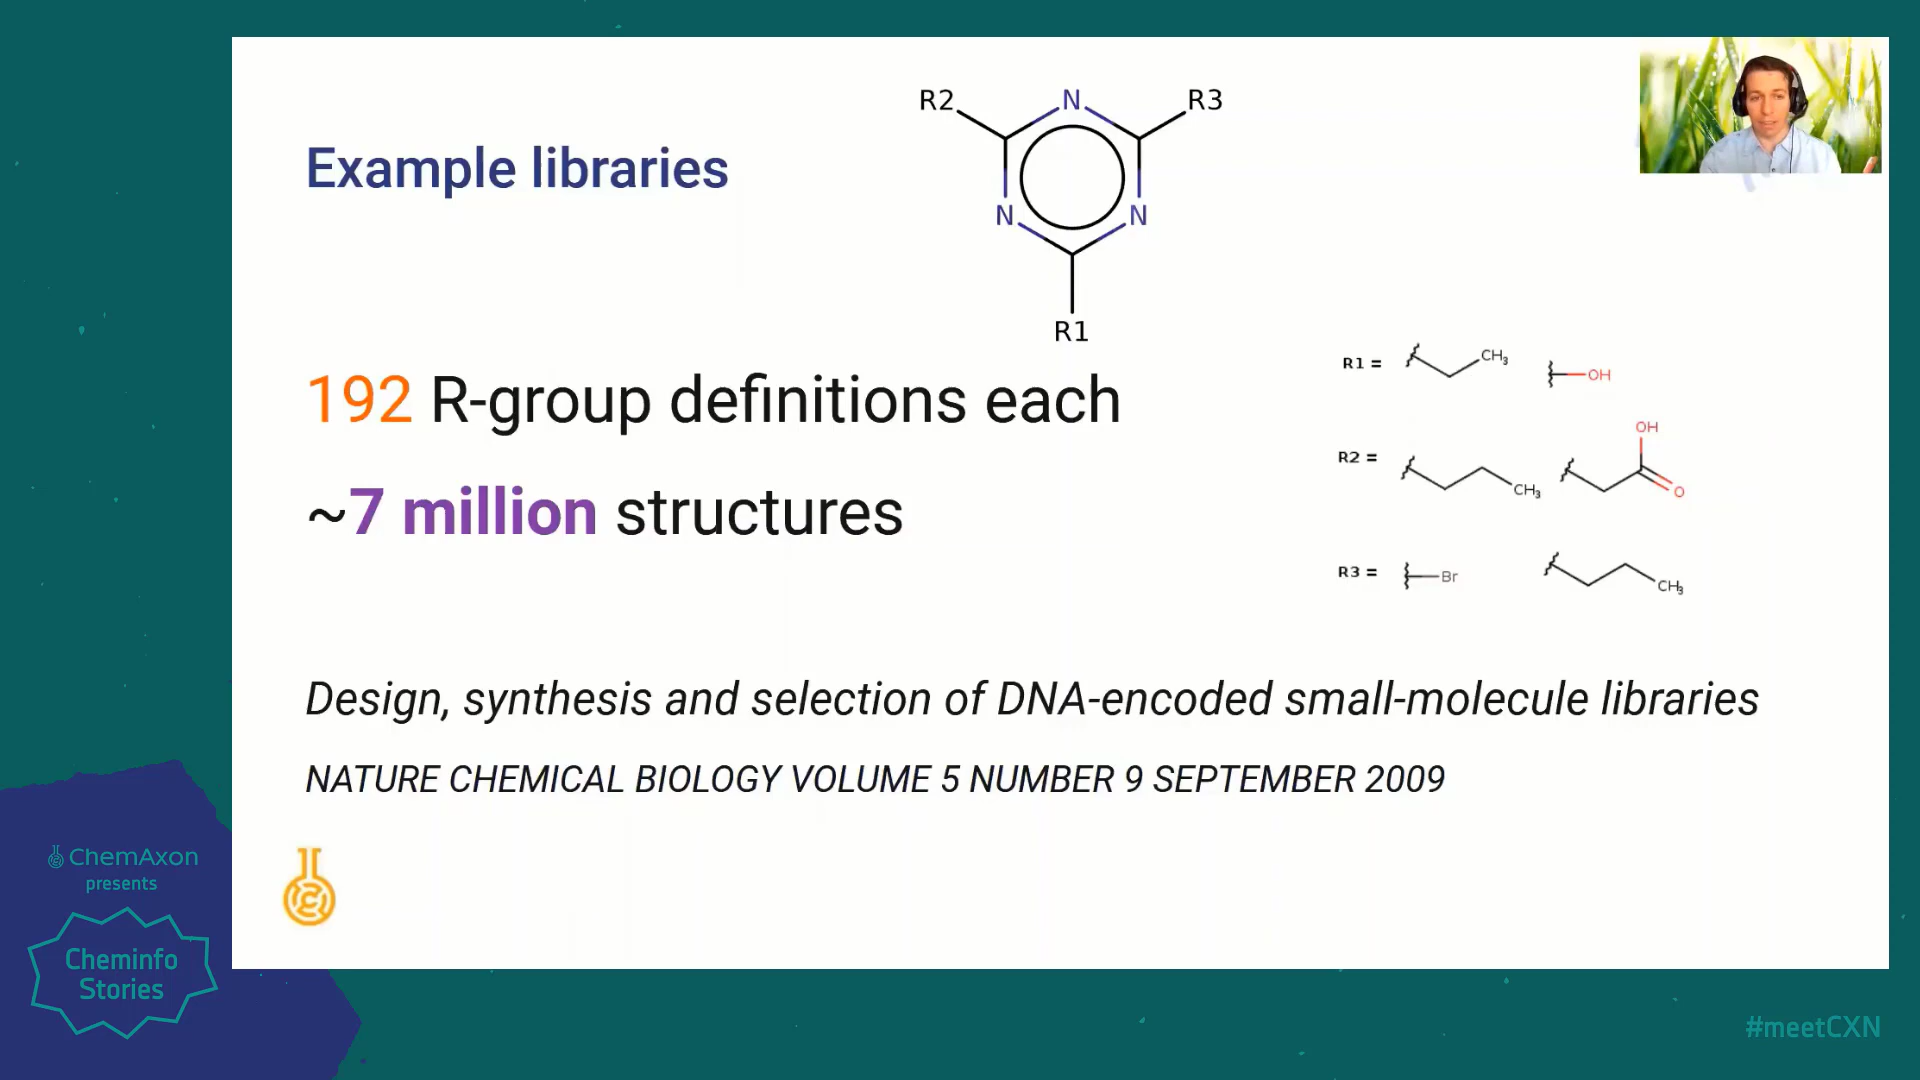 R2
N
R3
Example libraries
N
N
R1
192 R-group definitions each
~7 million structures
R1 =
CH3
OH
R2 =
CH3
OH
O
R3 =
Br
CH3
Design, synthesis and selection of DNA-encoded small-molecule libraries
NATURE CHEMICAL BIOLOGY VOLUME 5 NUMBER 9 SEPTEMBER 2009
ChemAxon
presents
Cheminfo
Stories
#meetCXN